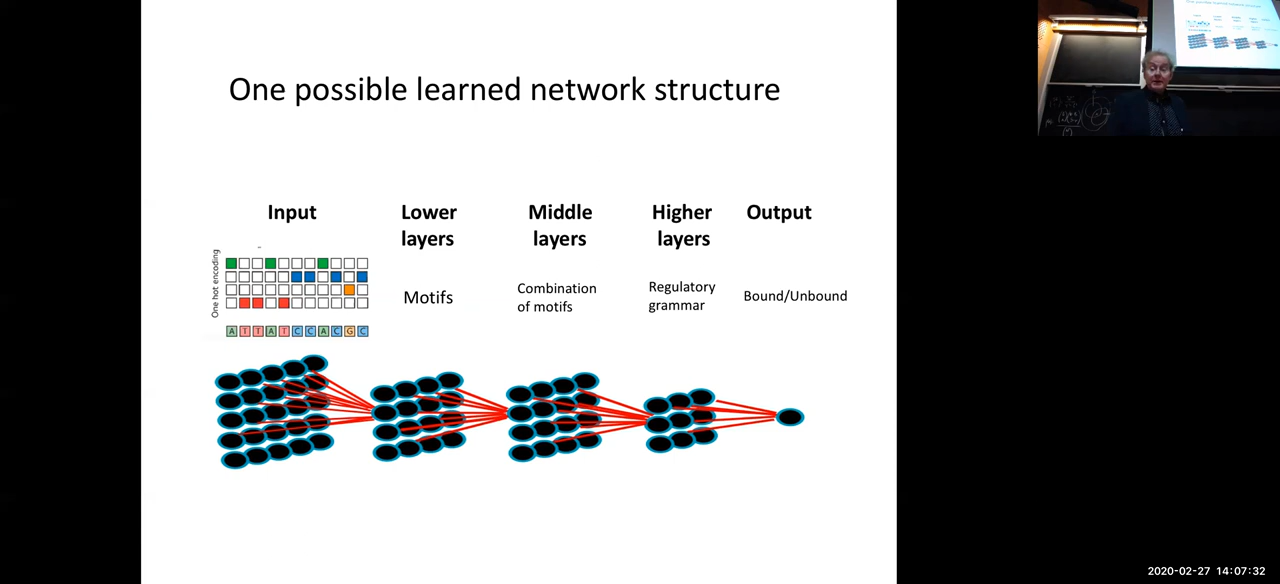 One possible learned network structure
Input
Lower
layers
Middle
layers
Higher
layers
Output
One hot encoding
Motifs
Combination
of motifs
Regulatory
grammar
Bound/Unbound
A T T A T C C A C G C
2020-02-27 14:07:32